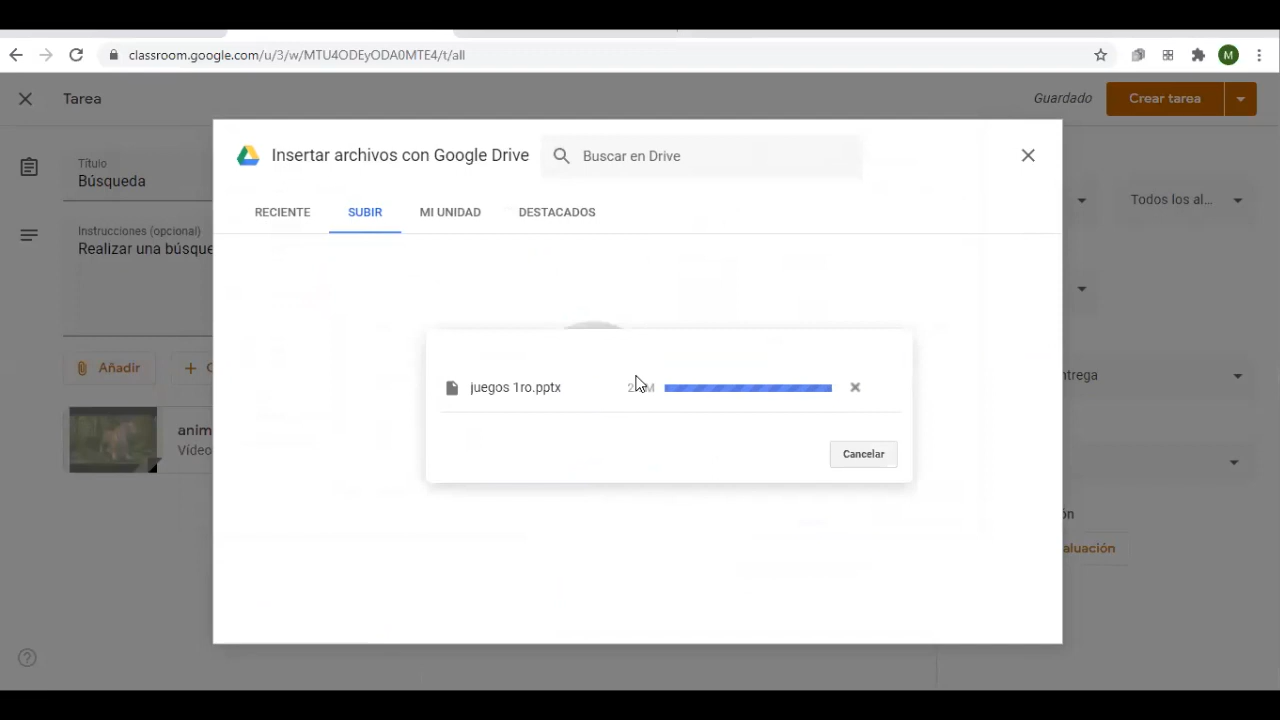 classroom.google.com/u/3/w/MTU4ODEyODA0MTE4/t/all
M
Tarea
Guardado
Crear tarea
Insertar archivos con Google Drive
Buscar en Drive
Título
Búsqueda
RECIENTE
SUBIR
MI UNIDAD
DESTACADOS
Todos los al...
Instrucciones (opcional)
Realizar una búsque
Añadir
juegos 1ro.pptx
Cancelar
anim
Vídeo
ntrega
ón
aluación